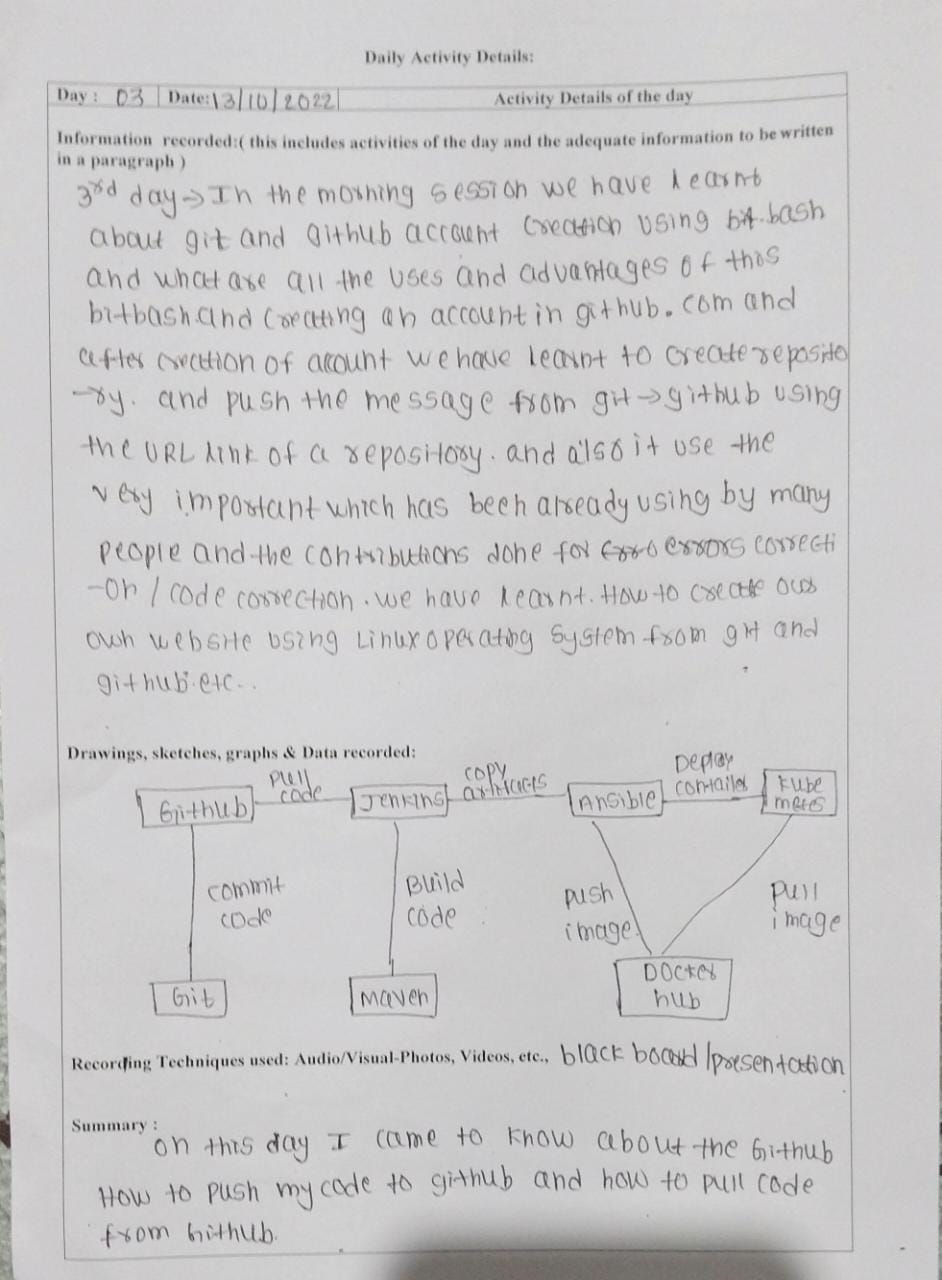 Daily Activity Details:
Day : 03 Date: 13/10/2022 Activity Details of the day
Information recorded:( this includes activities of the day and the adequate information to be written
in a paragraph )
3rd day → In the morning session we have learnt
about git and Github account creation using bit-bash
and what are all the uses and advantages of this
bitbash and creating an account in github.com and
after creation of account we have learnt to create reposito
-ry. and push the message from git → github using
the URL link of a repository. and also it use the
very important which has been already using by many
people and the contributions done for erro errors correcti
-on / code correction. we have learnt. How to create our
own website using Linux operating system from git and
github. etc..
Drawings, sketches, graphs & Data recorded:
Github pull code Jenkins copy artifacts Ansible Deploy container Kubernetes
commit code Build code push image pull image
Git Maven Docker hub
Recording Techniques used: Audio/Visual-Photos, Videos, etc., black board /presentation
Summary :
on this day I came to know about the Github
How to push my code to github and how to pull code
from Github.